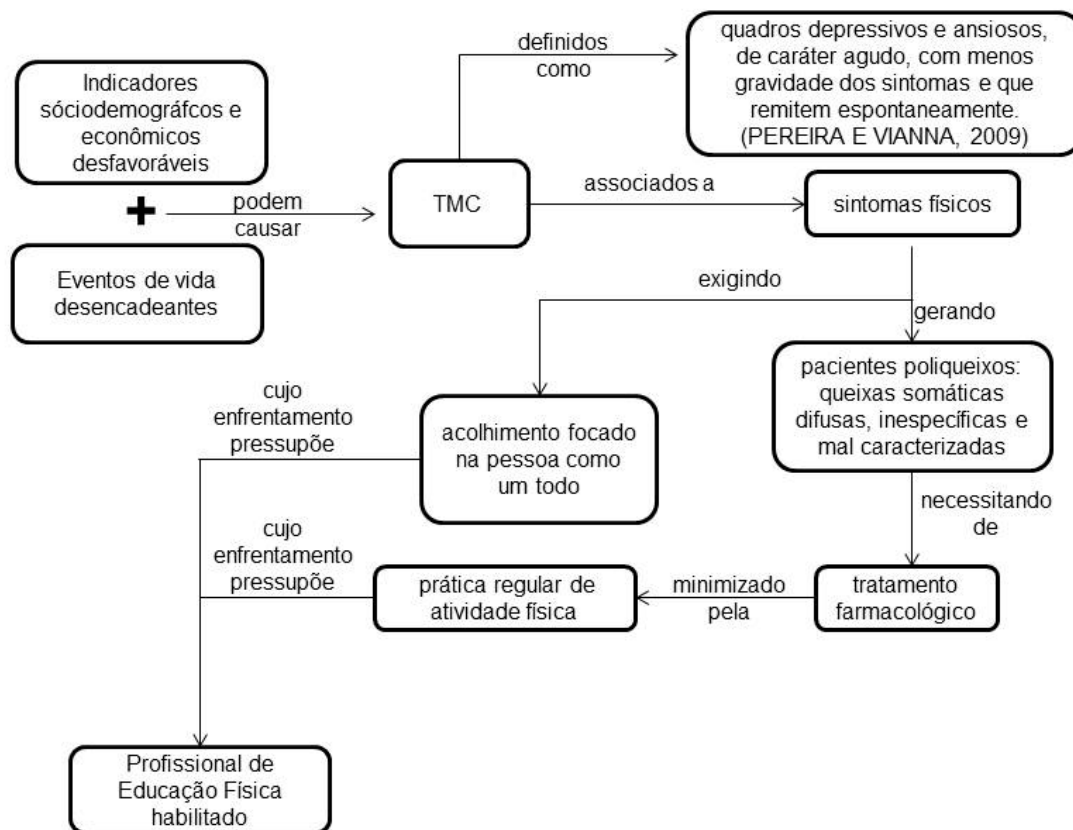 Indicadores
sóciodemográfcos e
econômicos
desfavoráveis
+
Eventos de vida
desencadeantes
podem
causar
TMC
definidos
como
quadros depressivos e ansiosos,
de caráter agudo, com menos
gravidade dos sintomas e que
remitem espontaneamente.
(PEREIRA E VIANNA, 2009)
associados a
sintomas físicos
exigindo
gerando
acolhimento focado
na pessoa como
um todo
pacientes poliqueixos:
queixas somáticas
difusas, inespecíficas e
mal caracterizadas
cujo
enfrentamento
pressupõe
necessitando
de
tratamento
farmacológico
minimizado
pela
prática regular de
atividade física
cujo
enfrentamento
pressupõe
Profissional de
Educação Física
habilitado